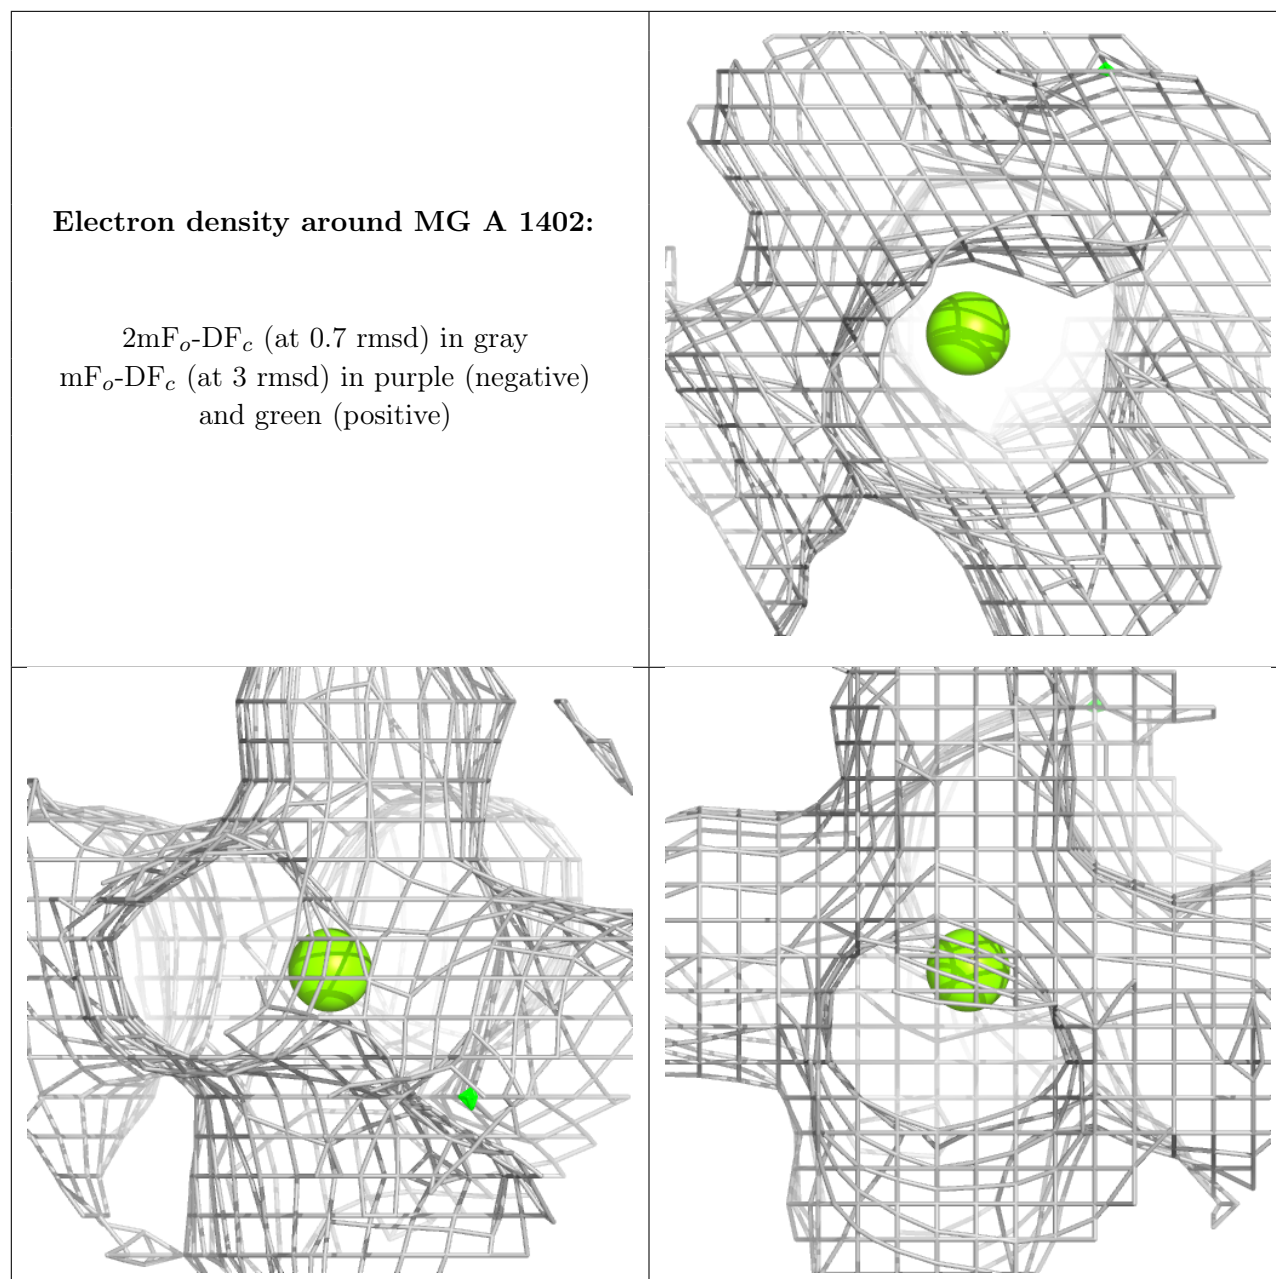 Electron density around MG A 1402:
2mFₒ-DF𝒸 (at 0.7 rmsd) in gray
mFₒ-DF𝒸 (at 3 rmsd) in purple (negative)
and green (positive)